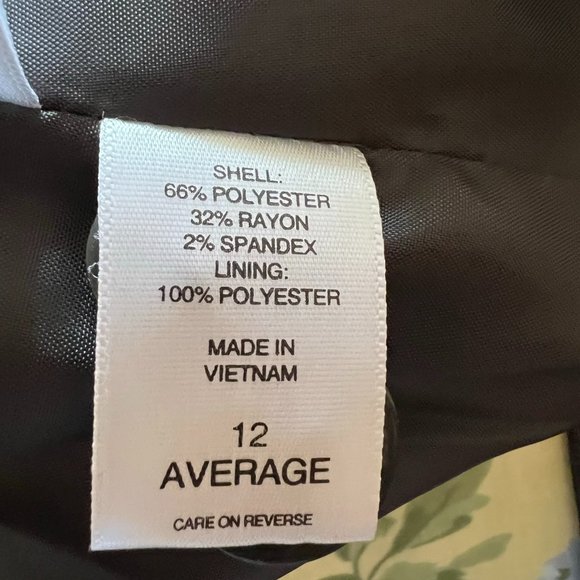 SHELL:
66% POLYESTER
32% RAYON
2% SPANDEX
LINING:
100% POLYESTER
MADE IN
VIETNAM
12
AVERAGE
CARE ON REVERSE